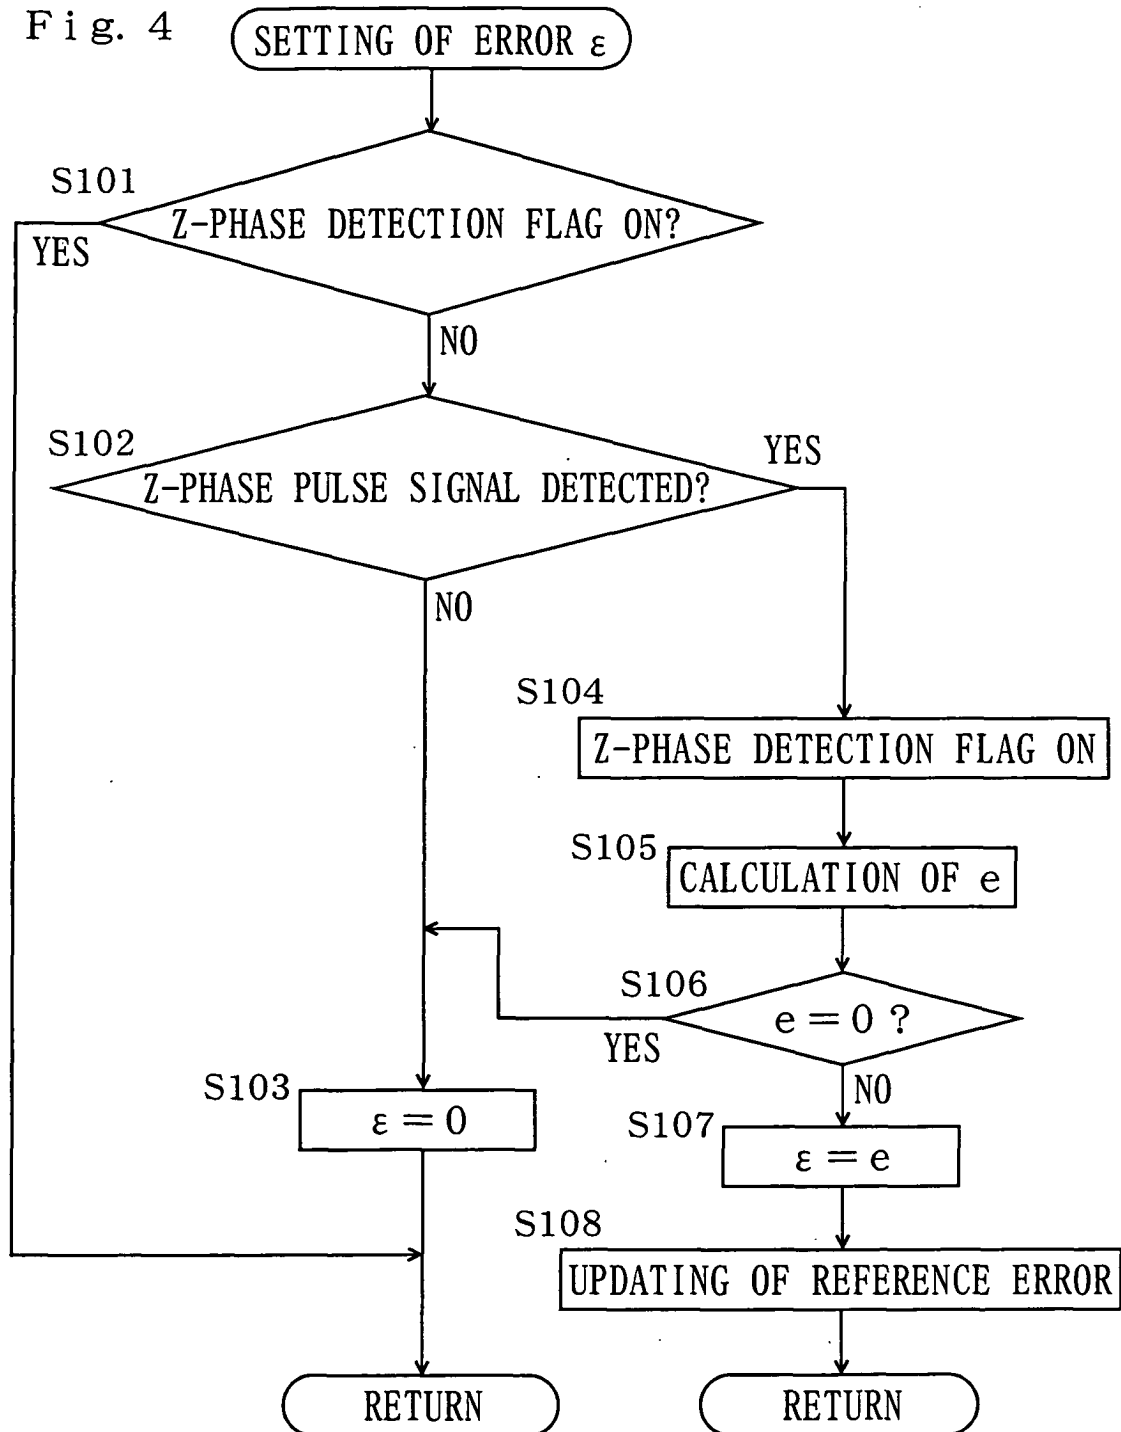 Fig. 4
SETTING OF ERROR ε
S101
Z-PHASE DETECTION FLAG ON?
YES
NO
S102
Z-PHASE PULSE SIGNAL DETECTED?
YES
NO
S104
Z-PHASE DETECTION FLAG ON
S105
CALCULATION OF e
S106
e = 0 ?
YES
NO
S103
ε = 0
S107
ε = e
S108
UPDATING OF REFERENCE ERROR
RETURN
RETURN